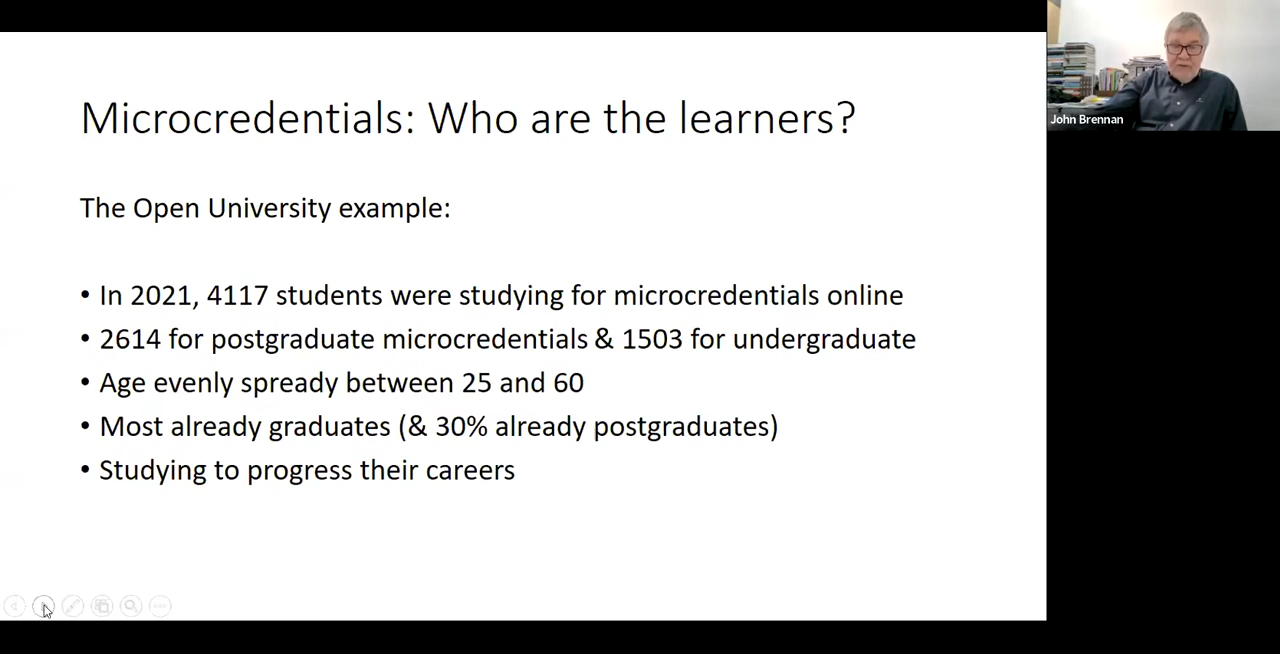 Microcredentials: Who are the learners?
The Open University example:
• In 2021, 4117 students were studying for microcredentials online
• 2614 for postgraduate microcredentials & 1503 for undergraduate
• Age evenly spready between 25 and 60
• Most already graduates (& 30% already postgraduates)
• Studying to progress their careers
John Brennan